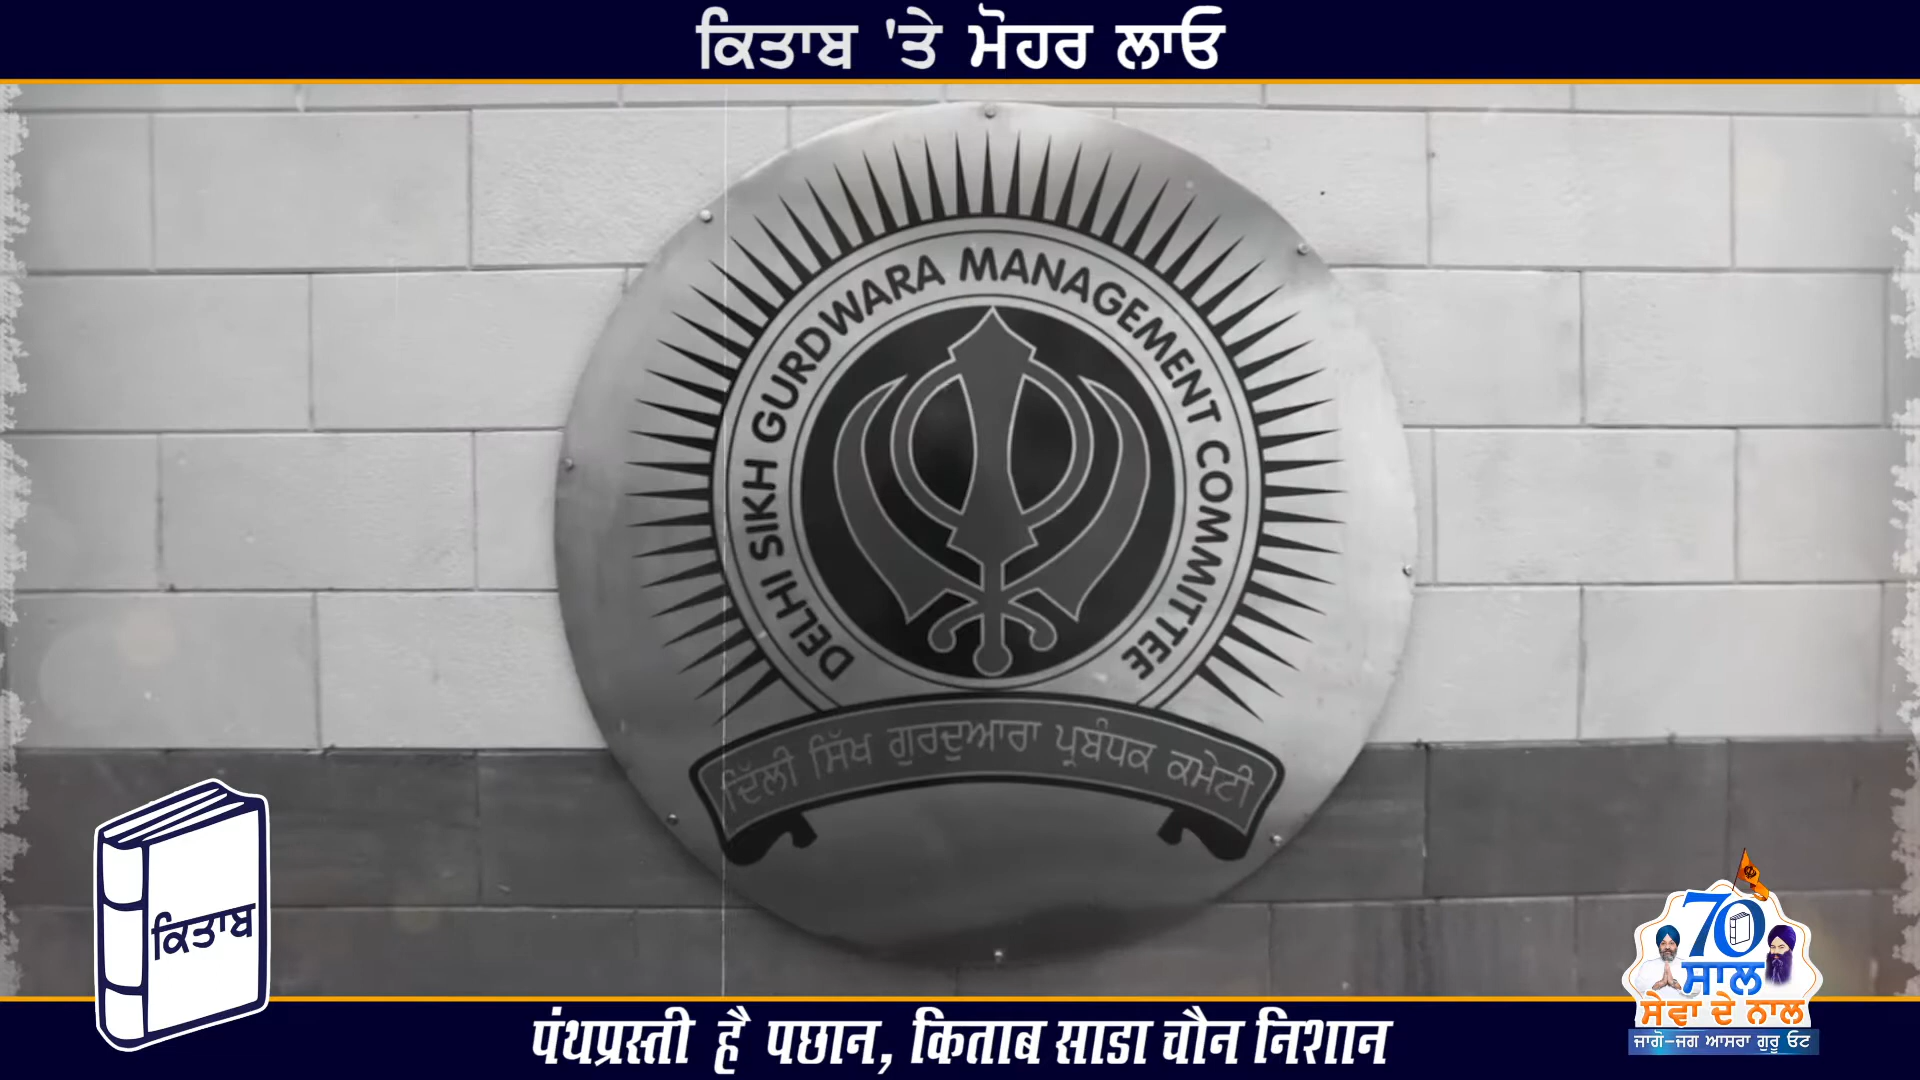 ਕਿਤਾਬ 'ਤੇ ਮੋਹਰ ਲਾਓ
DELHI SIKH GURDWARA MANAGEMENT COMMITTEE
ਦਿੱਲੀ ਸਿੱਖ ਗੁਰਦੁਆਰਾ ਪ੍ਰਬੰਧਕ ਕਮੇਟੀ
ਕਿਤਾਬ
70
ਸਾਲ
ਸੇਵਾ ਦੇ ਨਾਲ
ਜਾਗੋ-ਜਗ ਆਸਰਾ ਗੁਰੂ ਓਟ
पंथप्रस्ती है पछान, किताब साडा चौन निशान